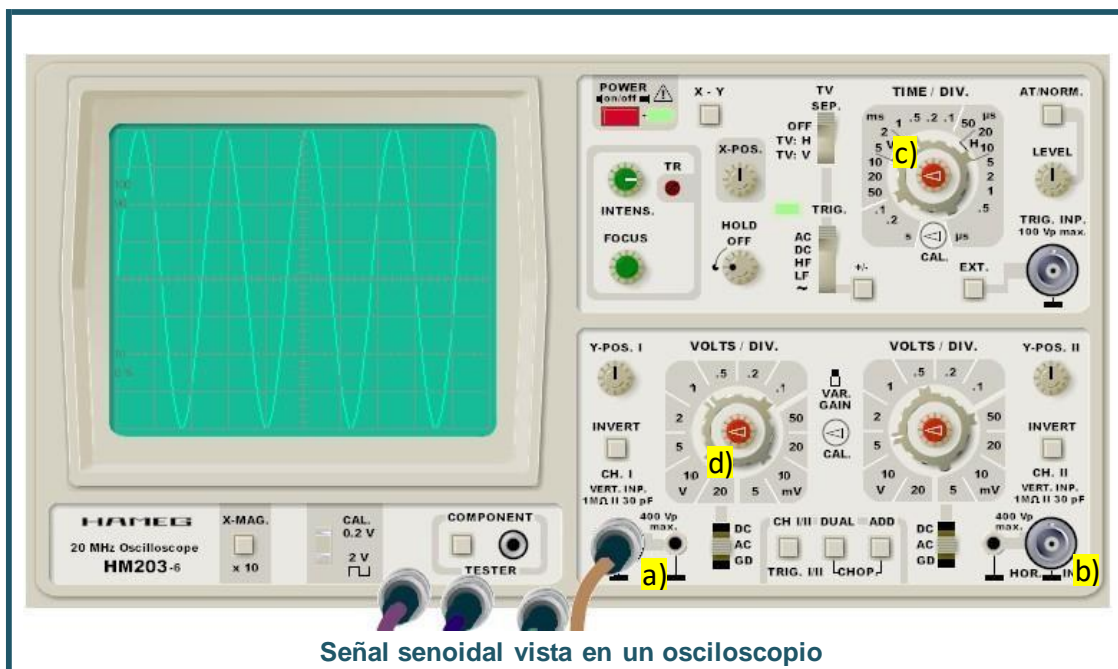 POWER
on/off
X - Y
TV
SEP.
TIME / DIV.
AT/NORM.
OFF
TV: H
TV: V
ms
1
.5
.2
.1
50
µs
20
H
10
5
2
1
.5
2
5
V
10
20
50
.1
.2
s
µs
CAL.
c)
X-POS.
TR
INTENS.
LEVEL
TRIG.
TRIG. INP.
100 Vp max.
FOCUS
HOLD
OFF
AC
DC
HF
LF
~
+/-
EXT.
100
90
10
0 %
Y-POS. I
VOLTS / DIV.
VOLTS / DIV.
Y-POS. II
.5
.2
1
.1
2
50
5
20
10
10
V
20
5
mV
d)
VAR.
GAIN
CAL.
.5
.2
1
.1
2
50
5
20
10
10
V
20
5
mV
INVERT
INVERT
CH. I
VERT. INP.
1MΩ II 30 pF
CH. II
VERT. INP.
1MΩ II 30 pF
400 Vp
max.
DC
AC
GD
CH I/II
DUAL
ADD
TRIG. I/II
CHOP.
DC
AC
GD
400 Vp
max.
a)
b)
HOR. IN
HAMEG
X-MAG.
CAL.
0.2 V
COMPONENT
20 MHz Oscilloscope
HM203-6
x 10
2 V
TESTER
Señal senoidal vista en un osciloscopio